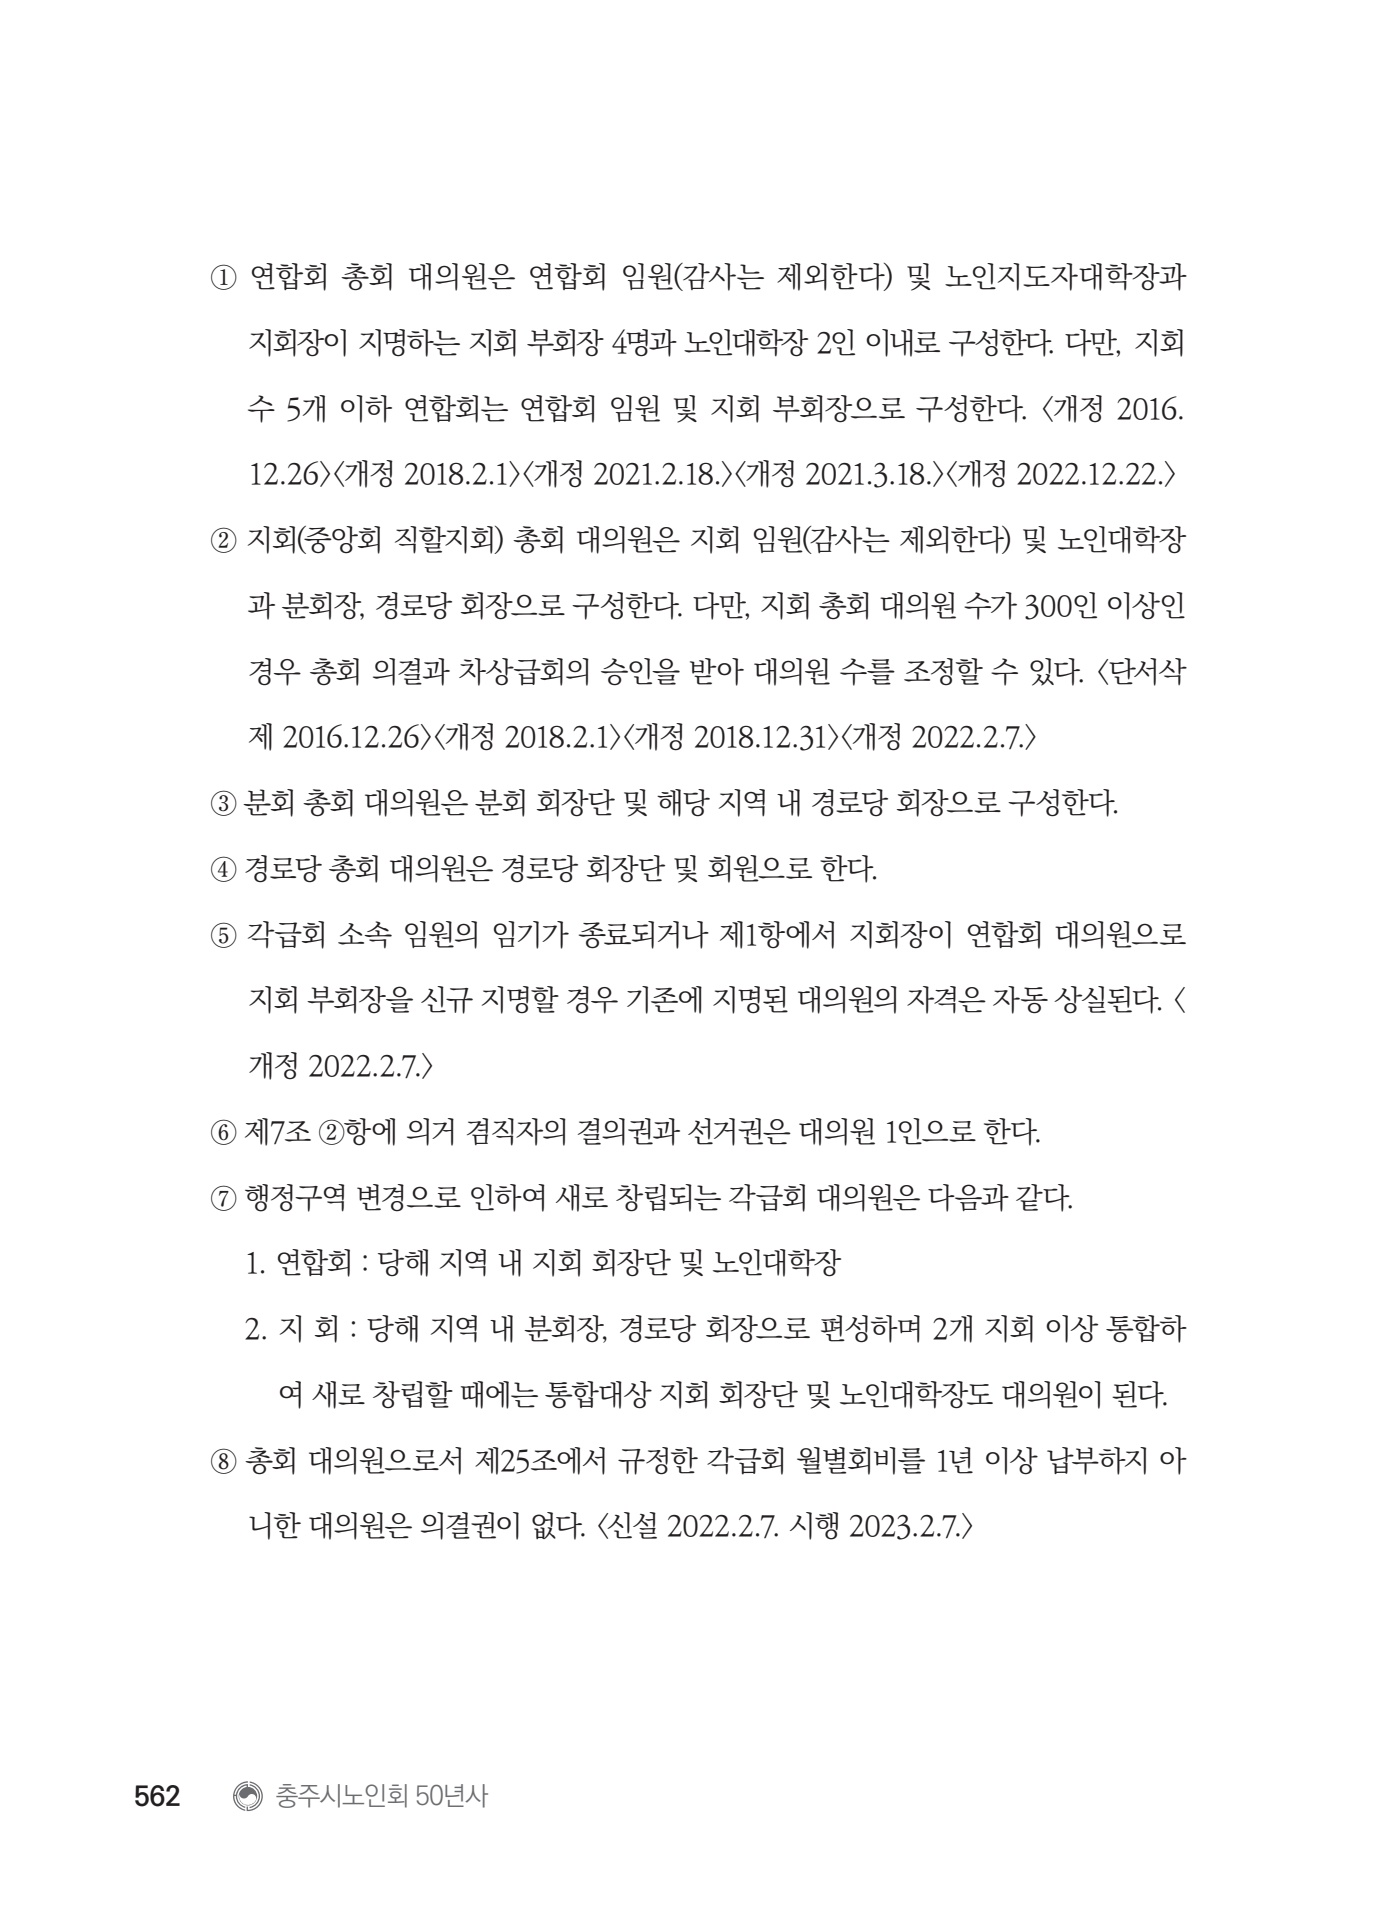 ① 연합회 총회 대의원은 연합회 임원(감사는 제외한다) 및 노인지도자대학장과
지회장이 지명하는 지회 부회장 4명과 노인대학장 2인 이내로 구성한다. 다만, 지회
수 5개 이하 연합회는 연합회 임원 및 지회 부회장으로 구성한다. 〈개정 2016.
12.26〉〈개정 2018.2.1〉〈개정 2021.2.18.〉〈개정 2021.3.18.〉〈개정 2022.12.22.〉
② 지회(중앙회 직할지회) 총회 대의원은 지회 임원(감사는 제외한다) 및 노인대학장
과 분회장, 경로당 회장으로 구성한다. 다만, 지회 총회 대의원 수가 300인 이상인
경우 총회 의결과 차상급회의 승인을 받아 대의원 수를 조정할 수 있다. 〈단서삭
제 2016.12.26〉〈개정 2018.2.1〉〈개정 2018.12.31〉〈개정 2022.2.7.〉
③ 분회 총회 대의원은 분회 회장단 및 해당 지역 내 경로당 회장으로 구성한다.
④ 경로당 총회 대의원은 경로당 회장단 및 회원으로 한다.
⑤ 각급회 소속 임원의 임기가 종료되거나 제1항에서 지회장이 연합회 대의원으로
지회 부회장을 신규 지명할 경우 기존에 지명된 대의원의 자격은 자동 상실된다. 〈
개정 2022.2.7.〉
⑥ 제7조 ②항에 의거 겸직자의 결의권과 선거권은 대의원 1인으로 한다.
⑦ 행정구역 변경으로 인하여 새로 창립되는 각급회 대의원은 다음과 같다.
1. 연합회 : 당해 지역 내 지회 회장단 및 노인대학장
2. 지 회 : 당해 지역 내 분회장, 경로당 회장으로 편성하며 2개 지회 이상 통합하
여 새로 창립할 때에는 통합대상 지회 회장단 및 노인대학장도 대의원이 된다.
⑧ 총회 대의원으로서 제25조에서 규정한 각급회 월별회비를 1년 이상 납부하지 아
니한 대의원은 의결권이 없다. 〈신설 2022.2.7. 시행 2023.2.7.〉
562 충주시노인회 50년사